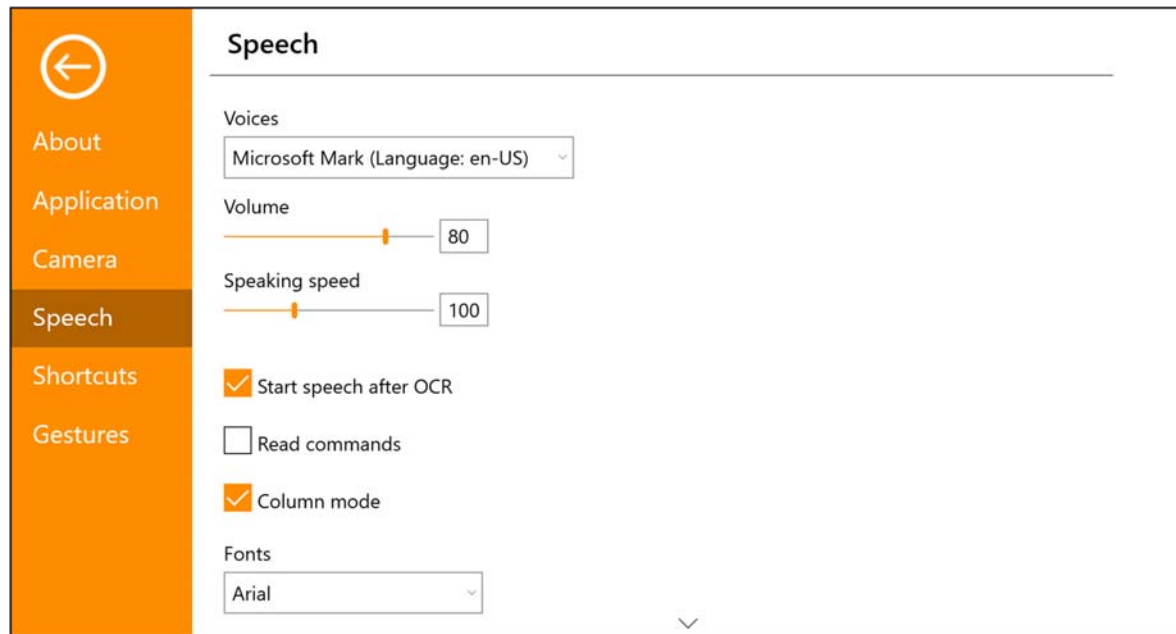 Speech
About
Application
Camera
Speech
Shortcuts
Gestures
Voices
Microsoft Mark (Language: en-US)
Volume
80
Speaking speed
100
Start speech after OCR
Read commands
Column mode
Fonts
Arial